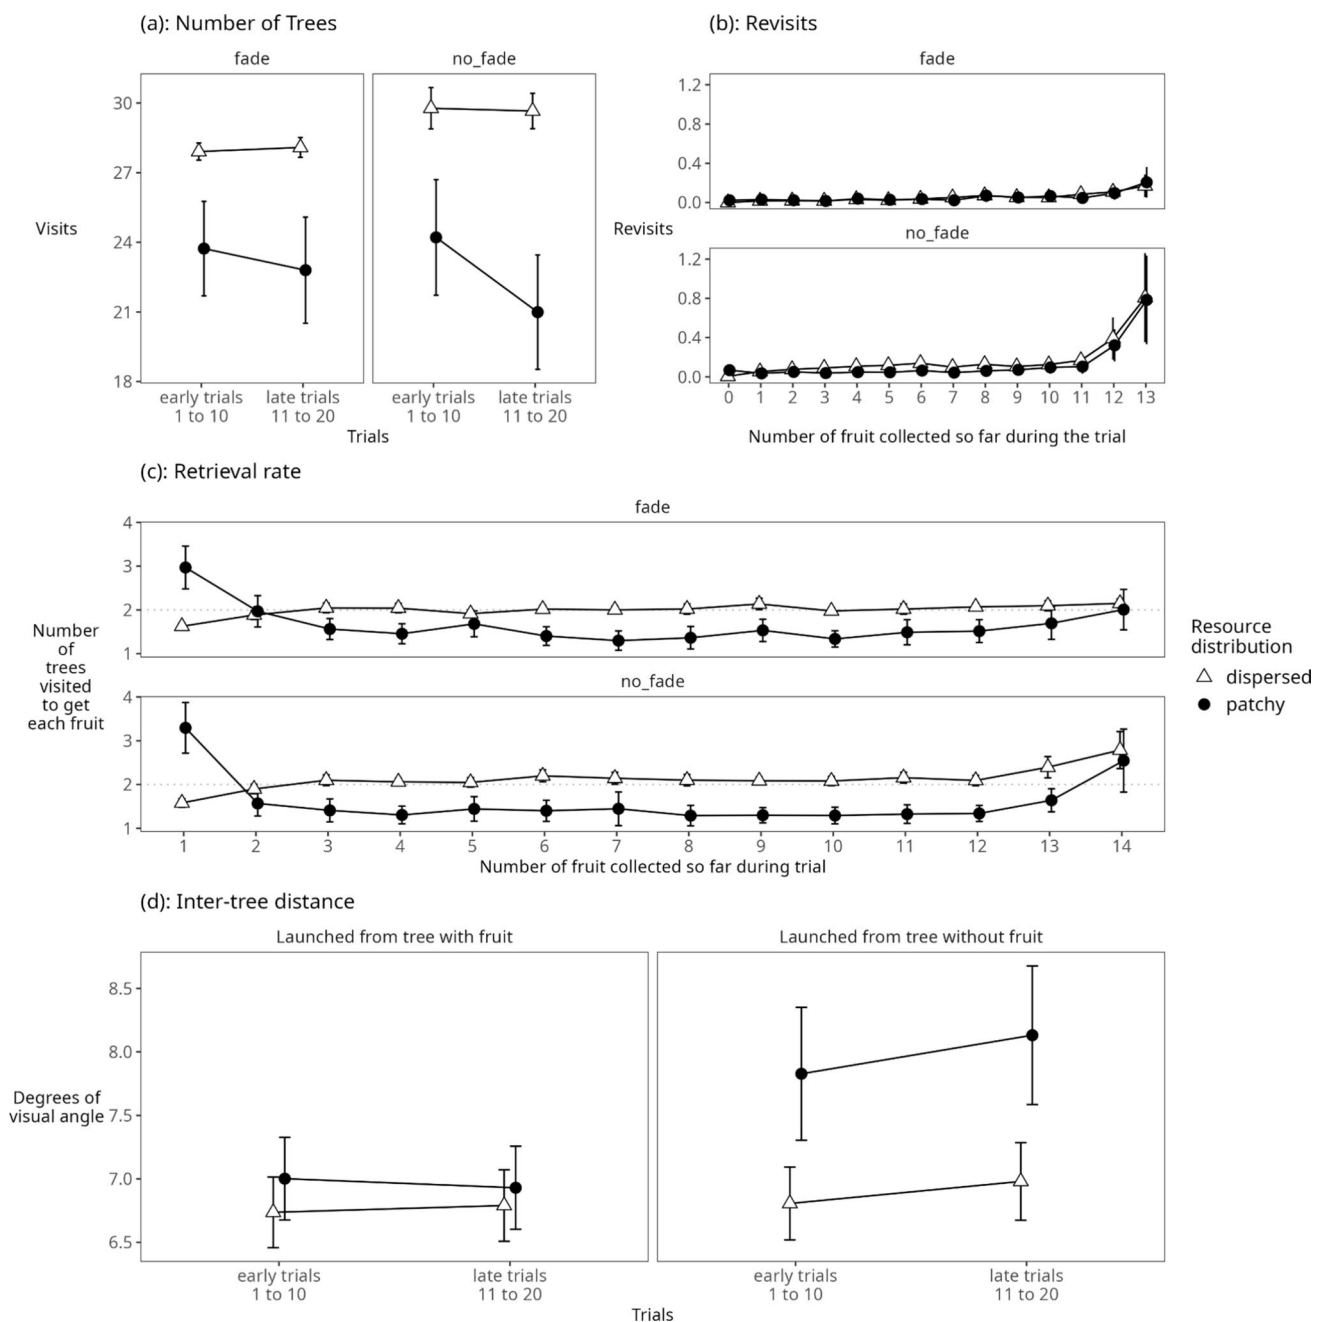 (a): Number of Trees
fade
no_fade
30
27
24
21
18
Visits
early trials
1 to 10
late trials
11 to 20
early trials
1 to 10
late trials
11 to 20
Trials
(b): Revisits
fade
1.2
0.8
0.4
0.0
Revisits
no_fade
1.2
0.8
0.4
0.0
0 1 2 3 4 5 6 7 8 9 10 11 12 13
Number of fruit collected so far during the trial
(c): Retrieval rate
fade
4
3
2
1
Number
of
trees
visited
to get
each fruit
no_fade
4
3
2
1
1 2 3 4 5 6 7 8 9 10 11 12 13 14
Number of fruit collected so far during trial
Resource
distribution
dispersed
patchy
(d): Inter-tree distance
Launched from tree with fruit
Launched from tree without fruit
8.5
8.0
7.5
7.0
6.5
Degrees of
visual angle
early trials
1 to 10
late trials
11 to 20
early trials
1 to 10
late trials
11 to 20
Trials